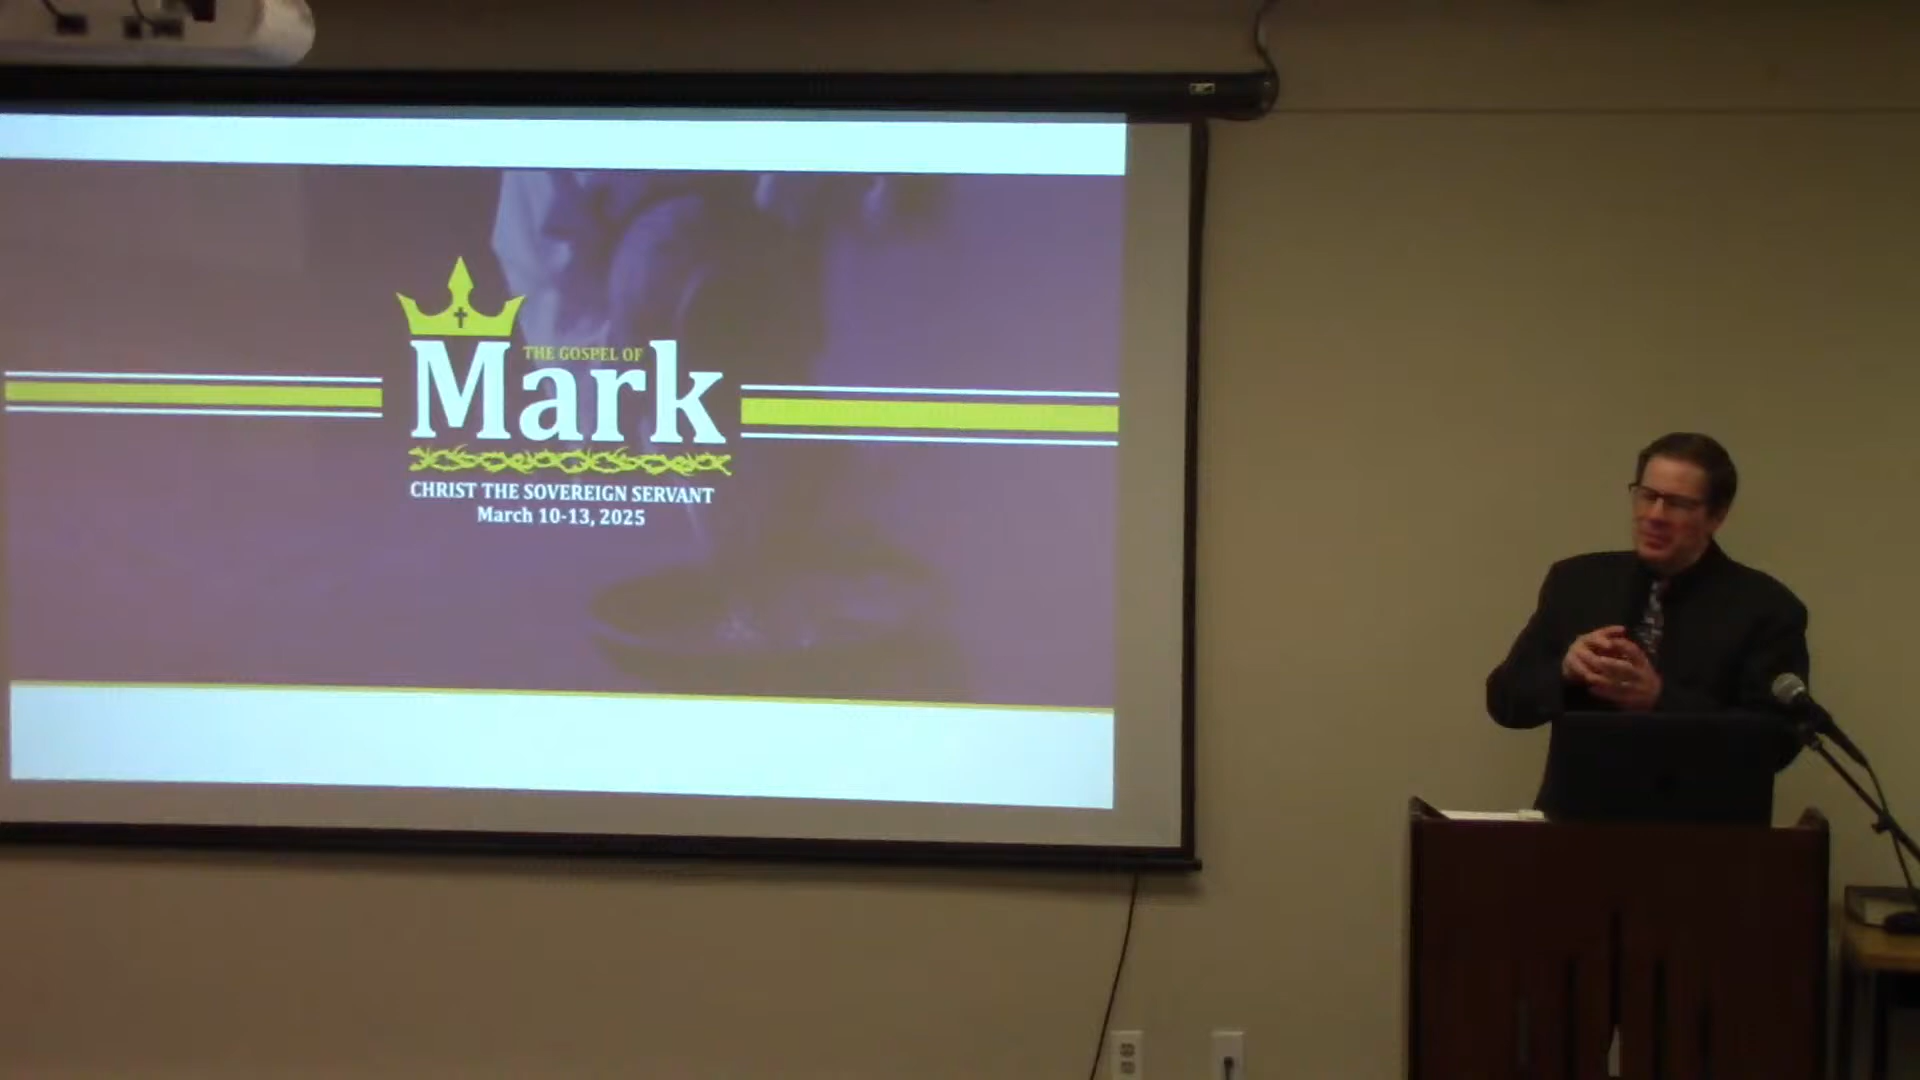 THE GOSPEL OF
Mark
CHRIST THE SOVEREIGN SERVANT
March 10-13, 2025